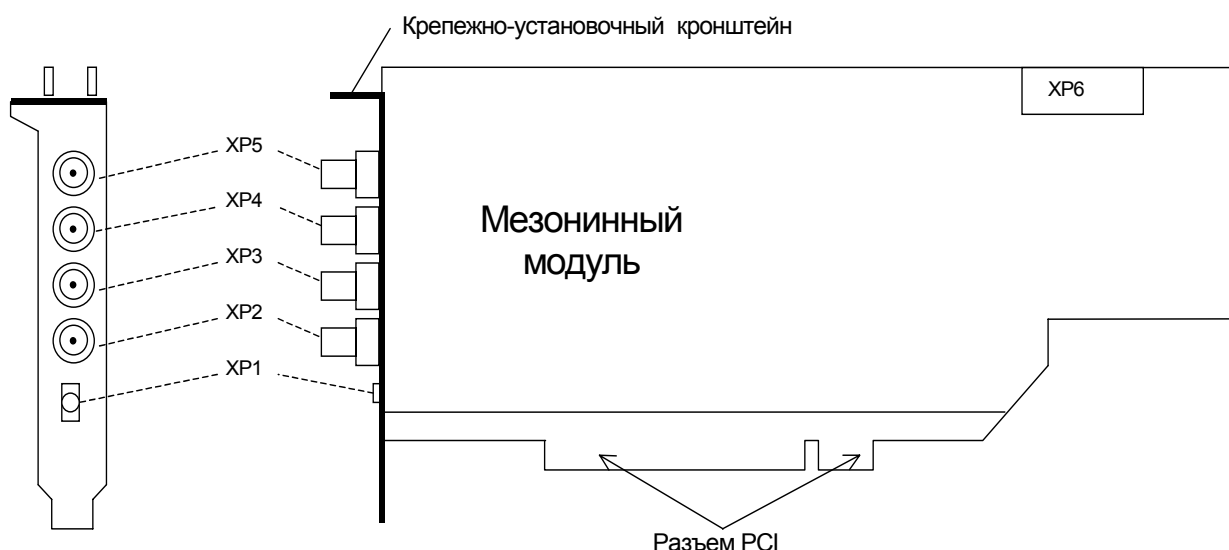 Крепежно-установочный кронштейн
XP6
XP5
XP4
Мезонинный
модуль
XP3
XP2
XP1
Разъем PCI